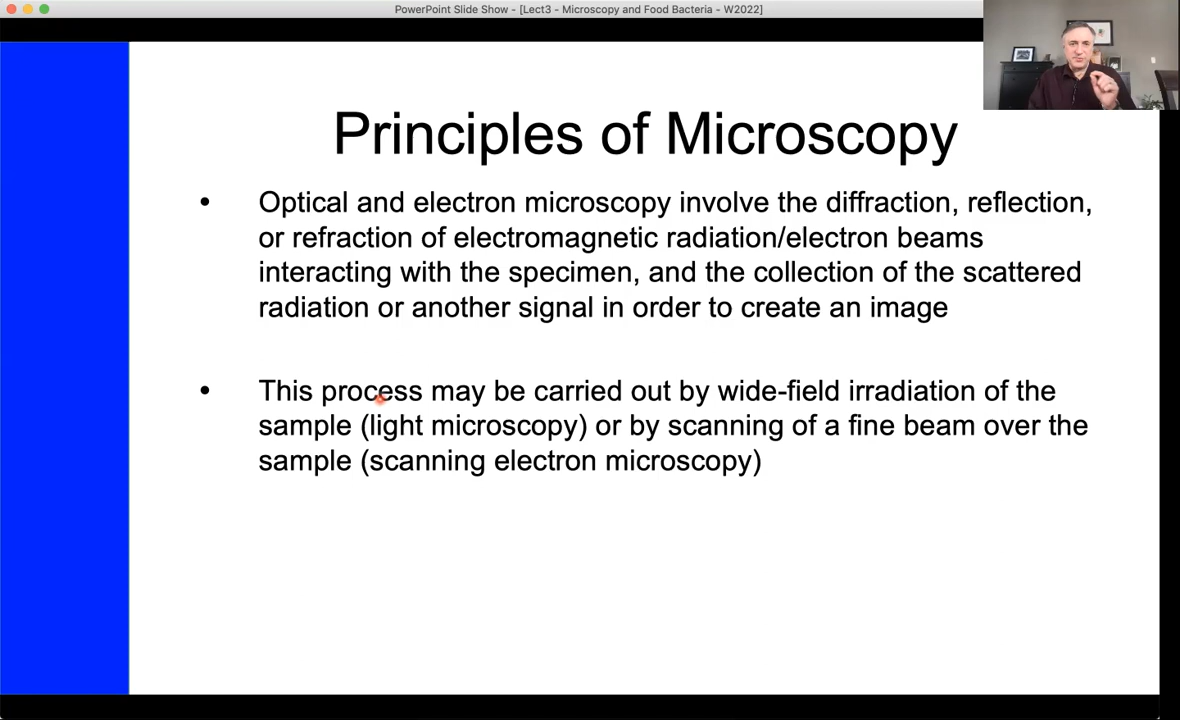 PowerPoint Slide Show - [Lect3 - Microscopy and Food Bacteria - W2022]
Principles of Microscopy
• Optical and electron microscopy involve the diffraction, reflection,
or refraction of electromagnetic radiation/electron beams
interacting with the specimen, and the collection of the scattered
radiation or another signal in order to create an image
• This process may be carried out by wide-field irradiation of the
sample (light microscopy) or by scanning of a fine beam over the
sample (scanning electron microscopy)